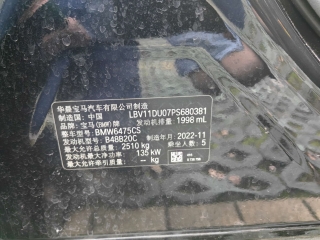 华晨宝马汽车有限公司制造
制造国：中国 LBV11DU07PS680381
品牌：宝马(BMW)牌 发动机排量：1998 mL
整车型号：BMW6475CS
发动机型号：B48B20C 制造年月：2022-11
最大允许总质量：2510 kg 乘坐人数：5
发动机最大净功率：135 kW
最大允许牵引质量：-- kg